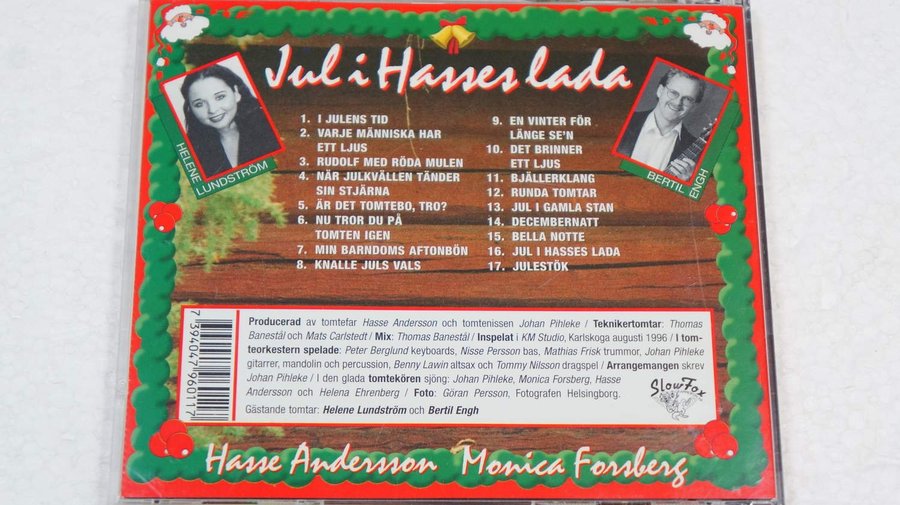 Jul i Hasses lada
HELENE
LUNDSTRÖM
1. I JULENS TID
2. VARJE MÄNNISKA HAR
ETT LJUS
3. RUDOLF MED RÖDA MULEN
4. NÄR JULKVÄLLEN TÄNDER
SIN STJÄRNA
5. ÄR DET TOMTEBO, TRO?
6. NU TROR DU PÅ
TOMTEN IGEN
7. MIN BARNDOMS AFTONBÖN
8. KNALLE JULS VALS
9. EN VINTER FÖR
LÄNGE SE'N
10. DET BRINNER
ETT LJUS
11. BJÄLLERKLANG
12. RUNDA TOMTAR
13. JUL I GAMLA STAN
14. DECEMBERNATT
15. BELLA NOTTE
16. JUL I HASSES LADA
17. JULESTÖK
BERTIL ENGH
7 394047 960117
Producerad av tomtefar Hasse Andersson och tomtenissen Johan Pihleke / Teknikertomtar: Thomas
Banestål och Mats Carlstedt / Mix: Thomas Banestål / Inspelat i KM Studio, Karlskoga augusti 1996 / I tom-
teorkestern spelade: Peter Berglund keyboards, Nisse Persson bas, Mathias Frisk trummor, Johan Pihleke
gitarrer, mandolin och percussion, Benny Lawin altsax och Tommy Nilsson dragspel / Arrangemangen skrev
Johan Pihleke / I den glada tomtekören sjöng: Johan Pihleke, Monica Forsberg, Hasse
Andersson och Helena Ehrenberg / Foto: Göran Persson, Fotografen Helsingborg.
Gästande tomtar: Helene Lundström och Bertil Engh
SlowFox
Hasse Andersson Monica Forsberg